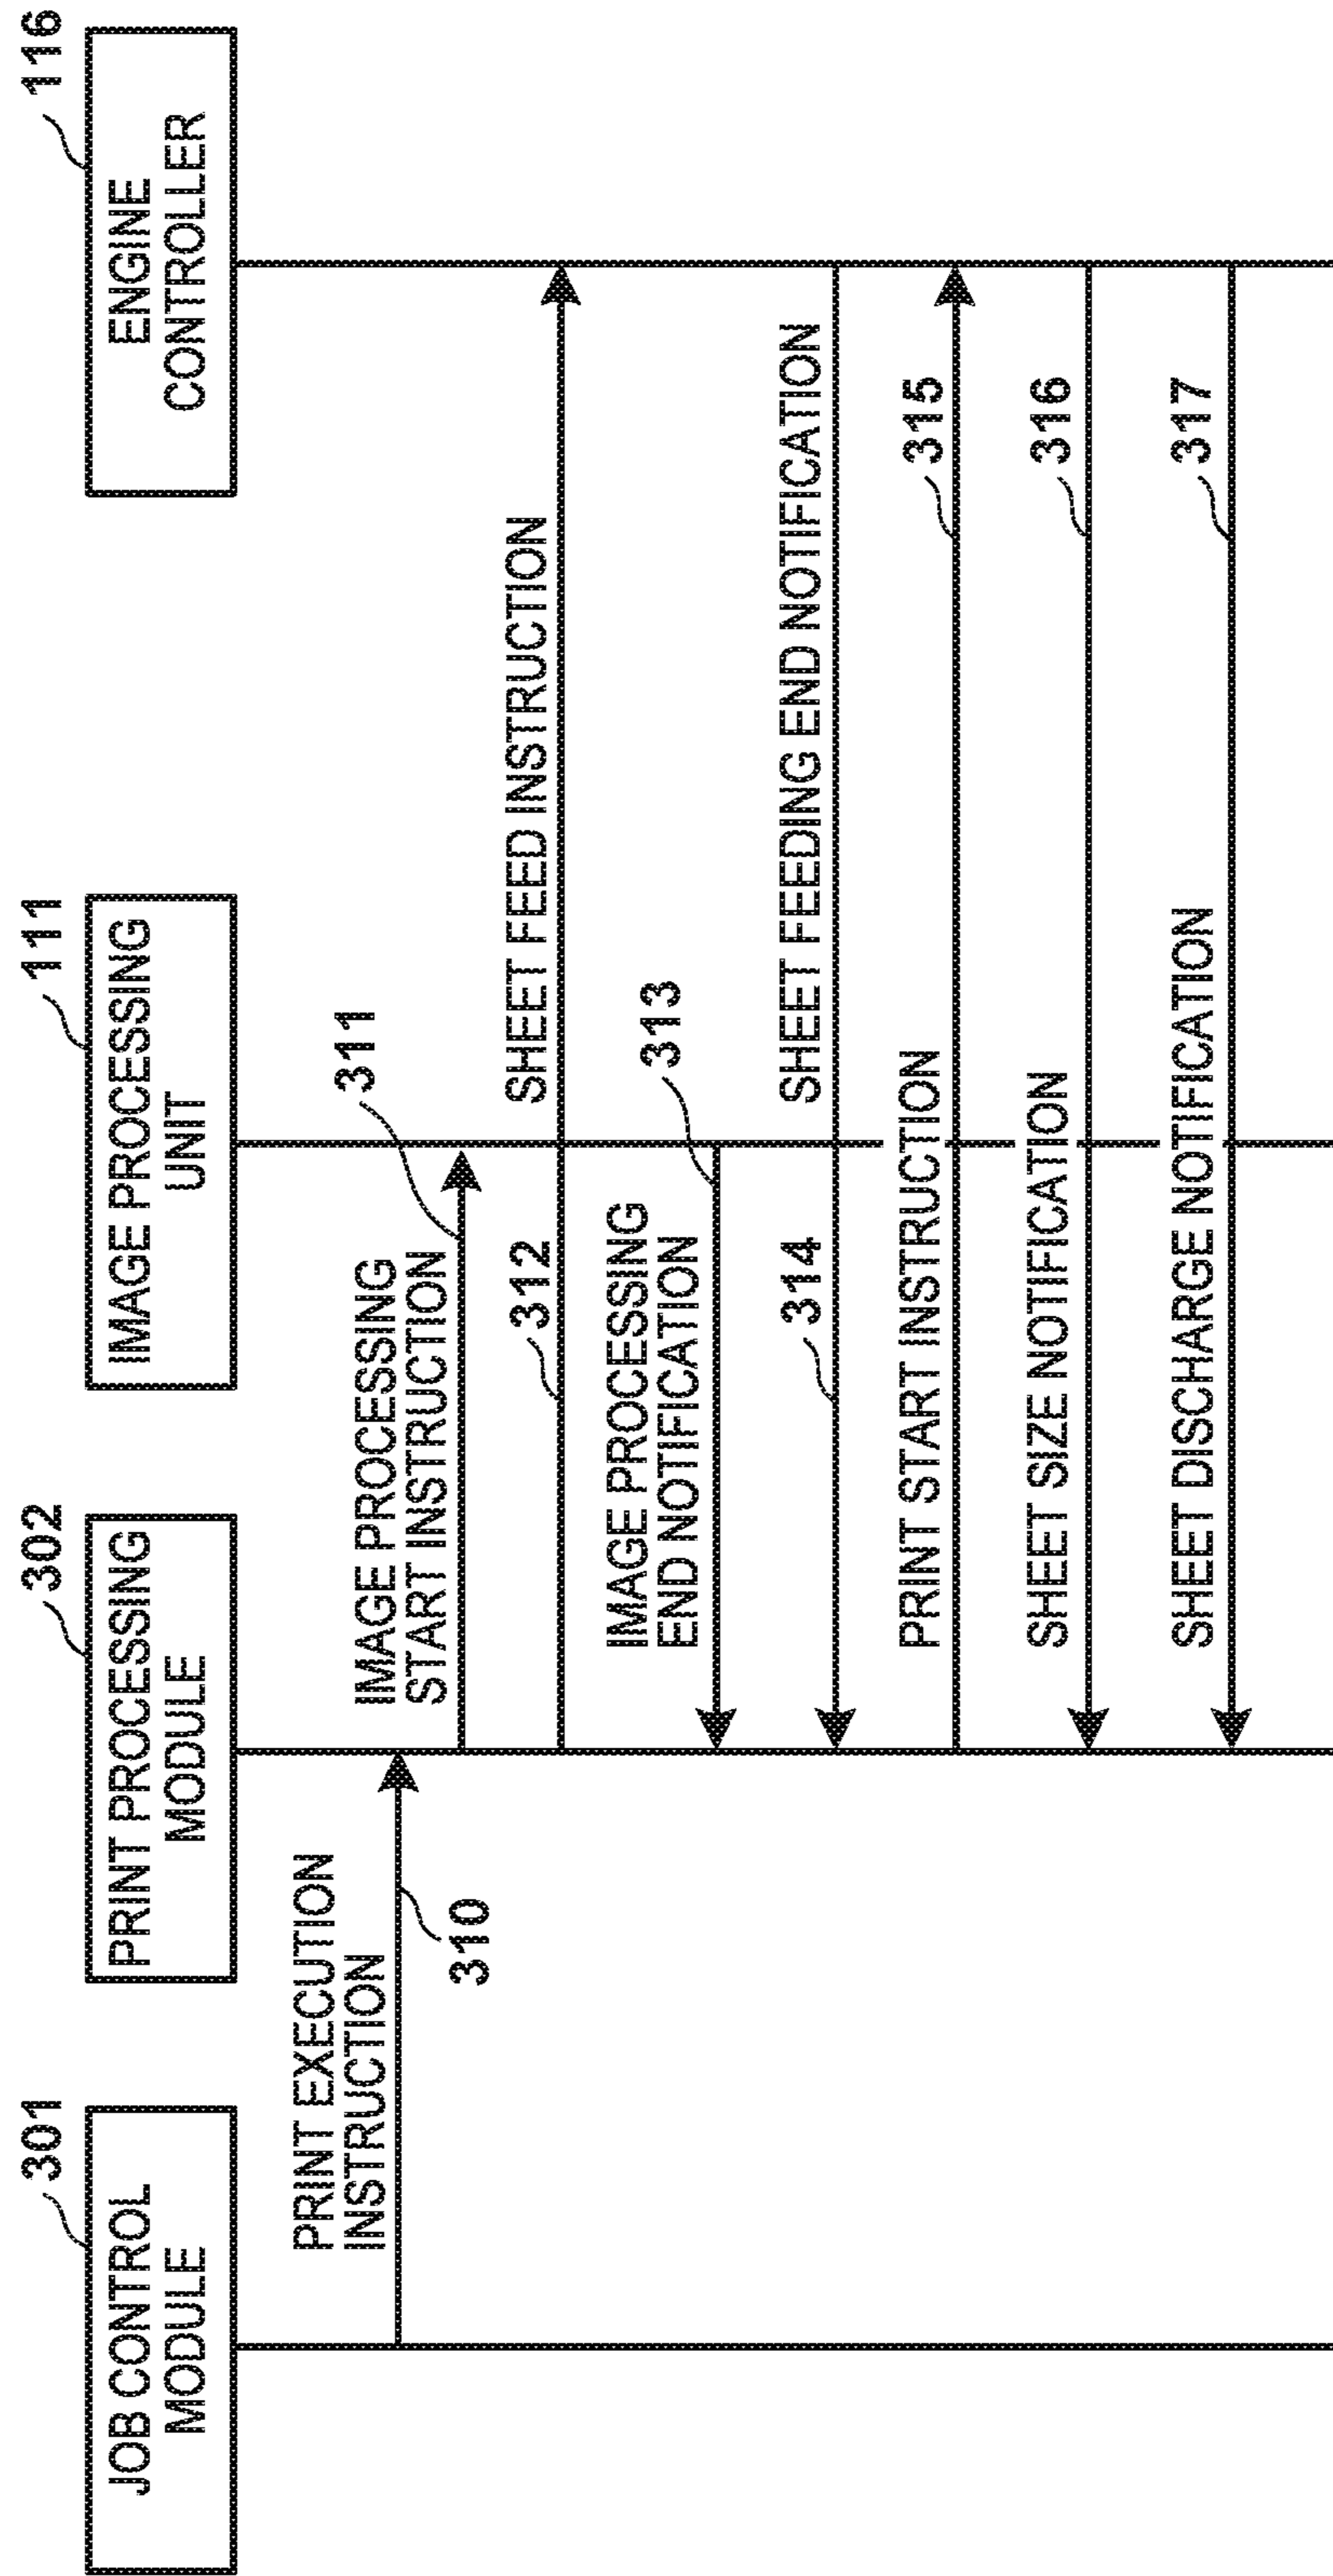 301
JOB CONTROL
MODULE
302
PRINT PROCESSING
MODULE
111
IMAGE PROCESSING
UNIT
116
ENGINE
CONTROLLER
PRINT EXECUTION
INSTRUCTION
310
IMAGE PROCESSING
START INSTRUCTION
311
312
SHEET FEED INSTRUCTION
IMAGE PROCESSING
END NOTIFICATION
313
314
SHEET FEEDING END NOTIFICATION
PRINT START INSTRUCTION
315
SHEET SIZE NOTIFICATION
316
SHEET DISCHARGE NOTIFICATION
317